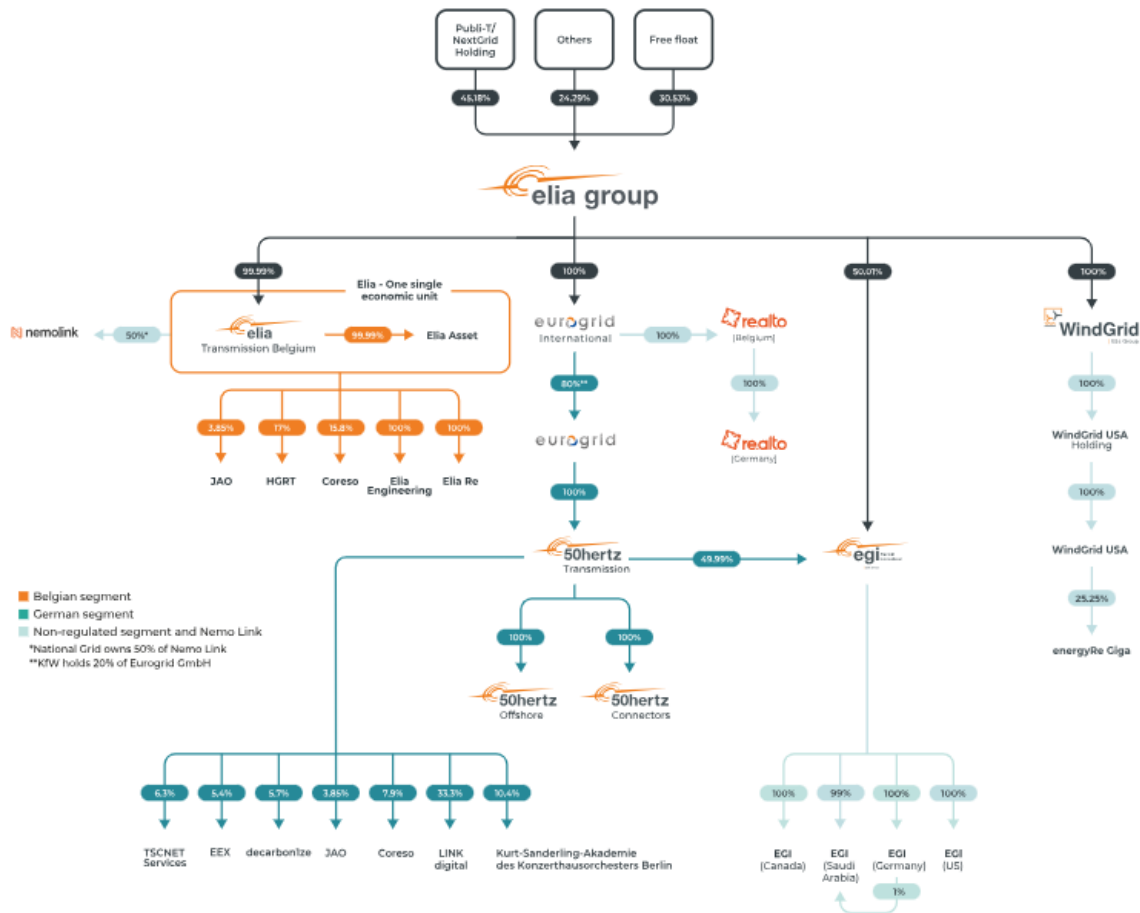 Publi-T/
NextGrid
Holding
Others
Free float
45,18%
24,29%
30,53%
elia group
99.99%
100%
50.01%
100%
Elia - One single
economic unit
nemolink
50%*
elia
Transmission Belgium
99.99%
Elia Asset
eurogrid
International
100%
realto
[Belgium]
WindGrid
80%**
100%
100%
3.85%
17%
15.8%
100%
100%
JAO
HGRT
Coreso
Elia
Engineering
Elia Re
eurogrid
realto
[Germany]
WindGrid USA
Holding
100%
100%
50hertz
Transmission
49.99%
egi
WindGrid USA
25.25%
energyRe Giga
Belgian segment
German segment
Non-regulated segment and Nemo Link
*National Grid owns 50% of Nemo Link
**KfW holds 20% of Eurogrid GmbH
100%
100%
50hertz
Offshore
50hertz
Connectors
6,3%
5,4%
5,7%
3,85%
7,9%
33,3%
10,4%
100%
99%
100%
100%
TSCNET
Services
EEX
decarbon1ze
JAO
Coreso
LINK
digital
Kurt-Sanderling-Akademie
des Konzerthausorchesters Berlin
EGI
(Canada)
EGI
(Saudi
Arabia)
EGI
(Germany)
EGI
(US)
1%